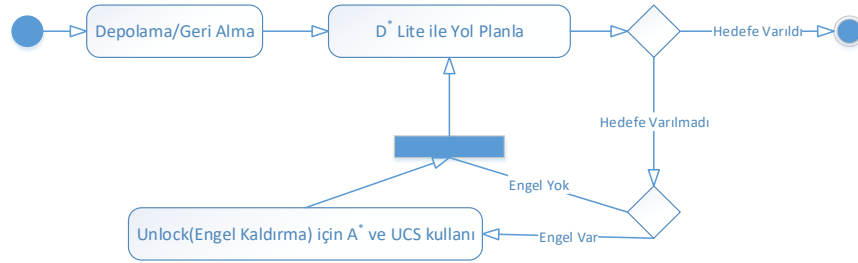 Depolama/Geri Alma
D* Lite ile Yol Planla
Hedefe Varıldı
Hedefe Varılmadı
Engel Yok
Unlock(Engel Kaldırma) için A* ve UCS kullanı
Engel Var